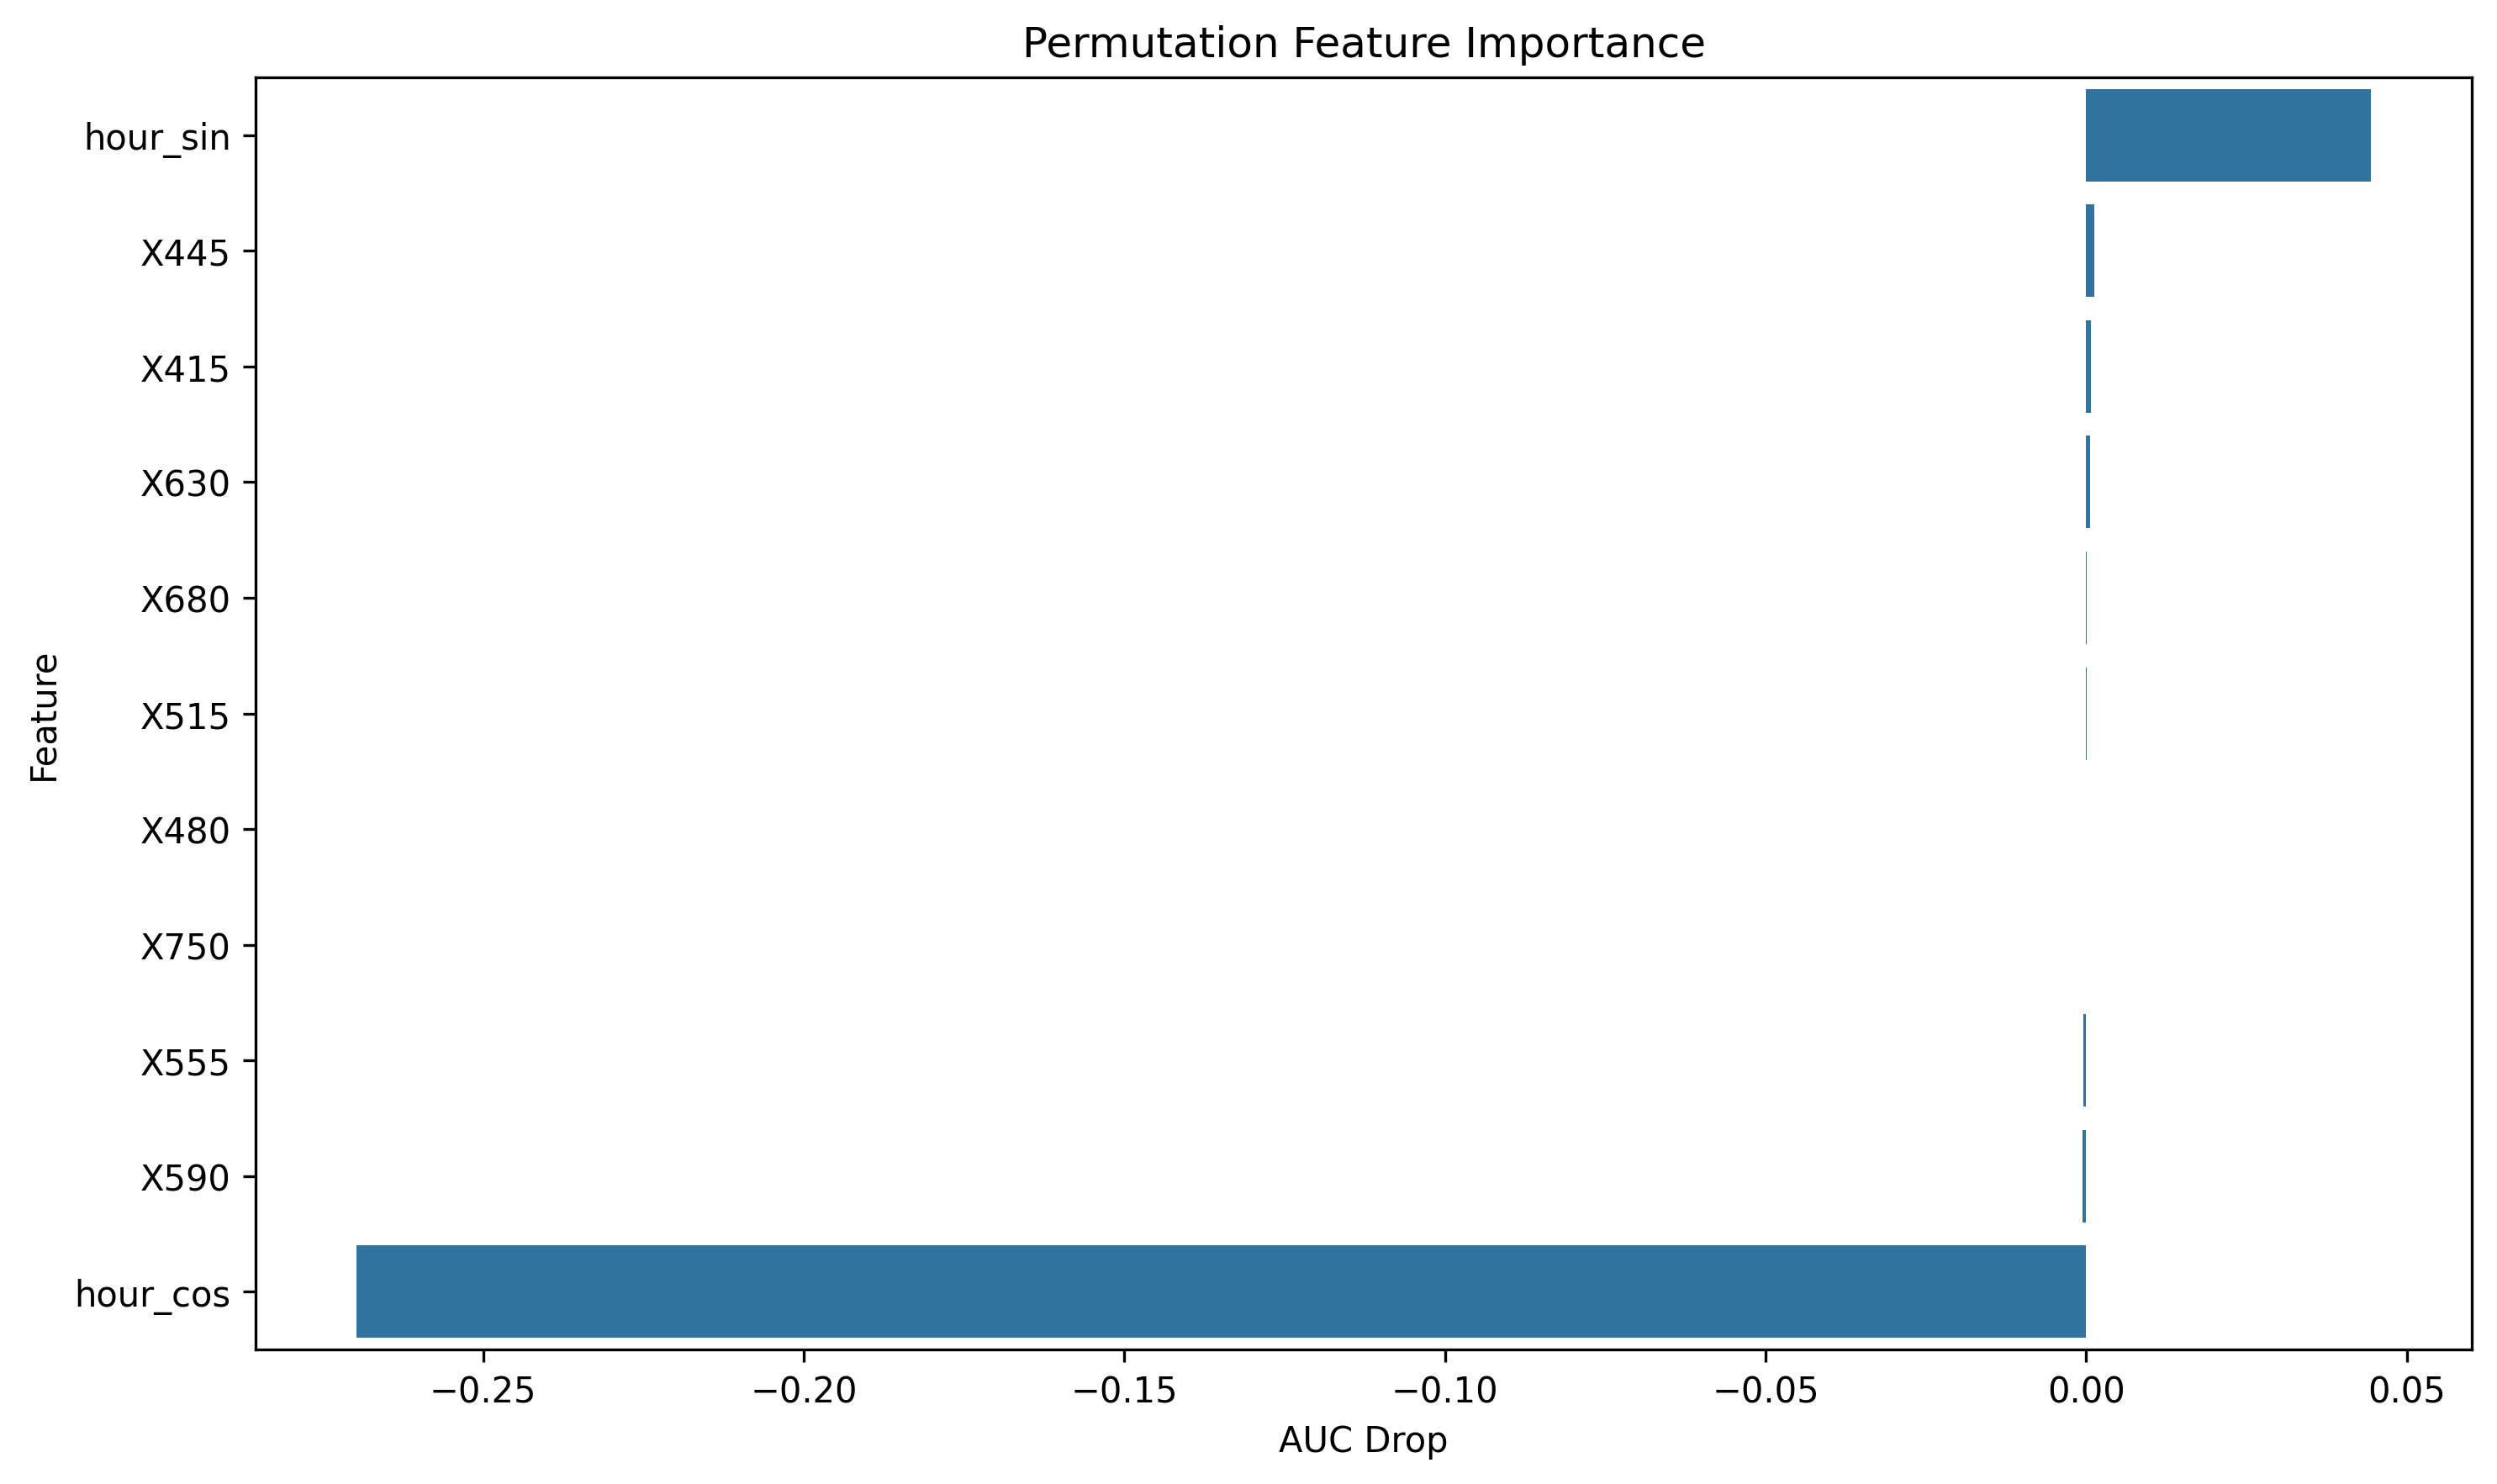 Permutation Feature Importance
hour_sin
X445
X415
X630
X680
X515
X480
X750
X555
X590
hour_cos
Feature
−0.25 −0.20 −0.15 −0.10 −0.05 0.00 0.05
AUC Drop